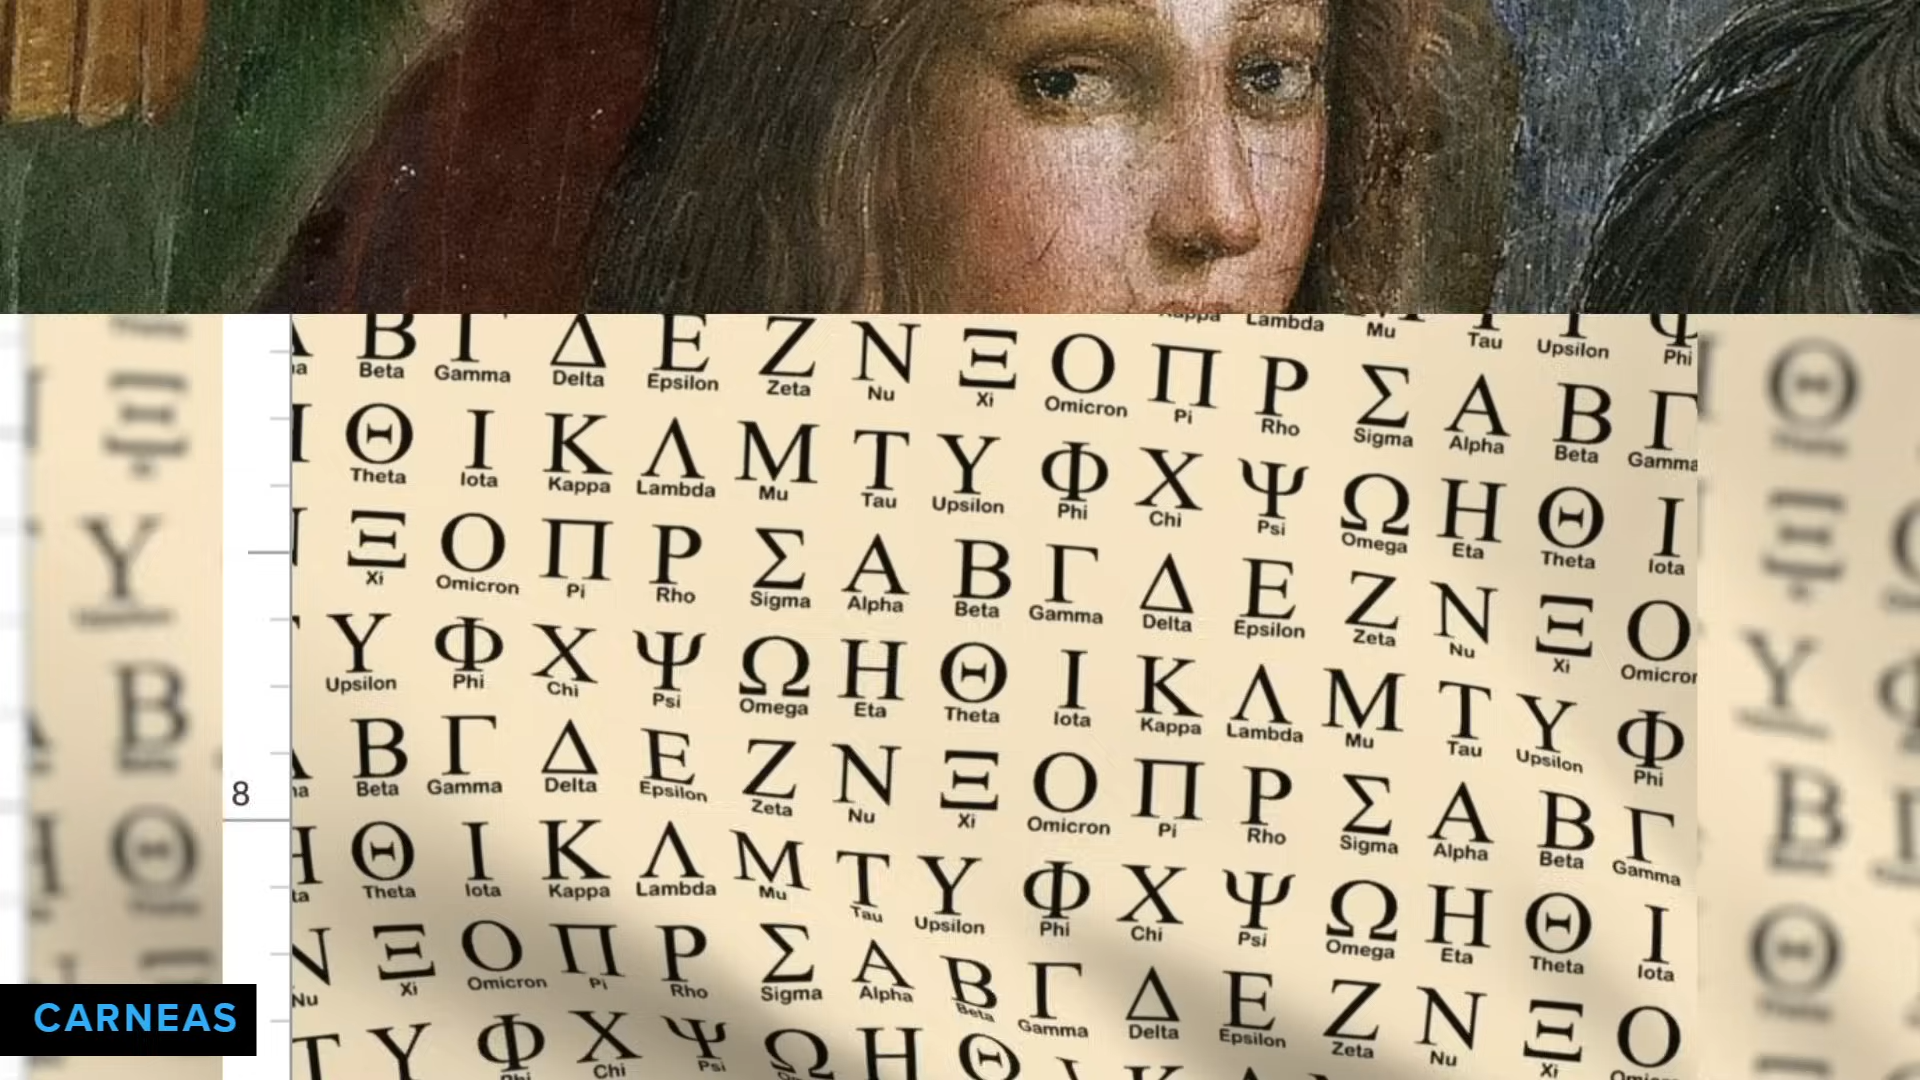 Kappa Lambda Mu Tau Upsilon Phi
Β Γ Δ Ε Ζ Ν Ξ Ο Π Ρ Σ Α Β Γ
Beta Gamma Delta Epsilon Zeta Nu Xi Omicron Pi Rho Sigma Alpha Beta Gamma
Θ Ι Κ Λ Μ Τ Υ Φ Χ Ψ Ω Η Θ Ι
Theta Iota Kappa Lambda Mu Tau Upsilon Phi Chi Psi Omega Eta Theta Iota
Ξ Ο Π Ρ Σ Α Β Γ Δ Ε Ζ Ν Ξ Ο
Xi Omicron Pi Rho Sigma Alpha Beta Gamma Delta Epsilon Zeta Nu Xi Omicron
Υ Φ Χ Ψ Ω Η Θ Ι Κ Λ Μ Τ Υ Φ
Upsilon Phi Chi Psi Omega Eta Theta Iota Kappa Lambda Mu Tau Upsilon Phi
Β Γ Δ Ε Ζ Ν Ξ Ο Π Ρ Σ Α Β Γ
Beta Gamma Delta Epsilon Zeta Nu Xi Omicron Pi Rho Sigma Alpha Beta Gamma
8
Η Θ Ι Κ Λ Μ Τ Υ Φ Χ Ψ Ω Η Θ Ι
Theta Iota Kappa Lambda Mu Tau Upsilon Phi Chi Psi Omega Eta Theta Iota
Ν Ξ Ο Π Ρ Σ Α Β Γ Δ Ε Ζ Ν Ξ Ο
Nu Xi Omicron Pi Rho Sigma Alpha Beta Gamma Delta Epsilon Zeta Nu Xi
Τ Υ Φ Χ Ψ Ω Η Θ
Phi Chi Psi
CARNEAS